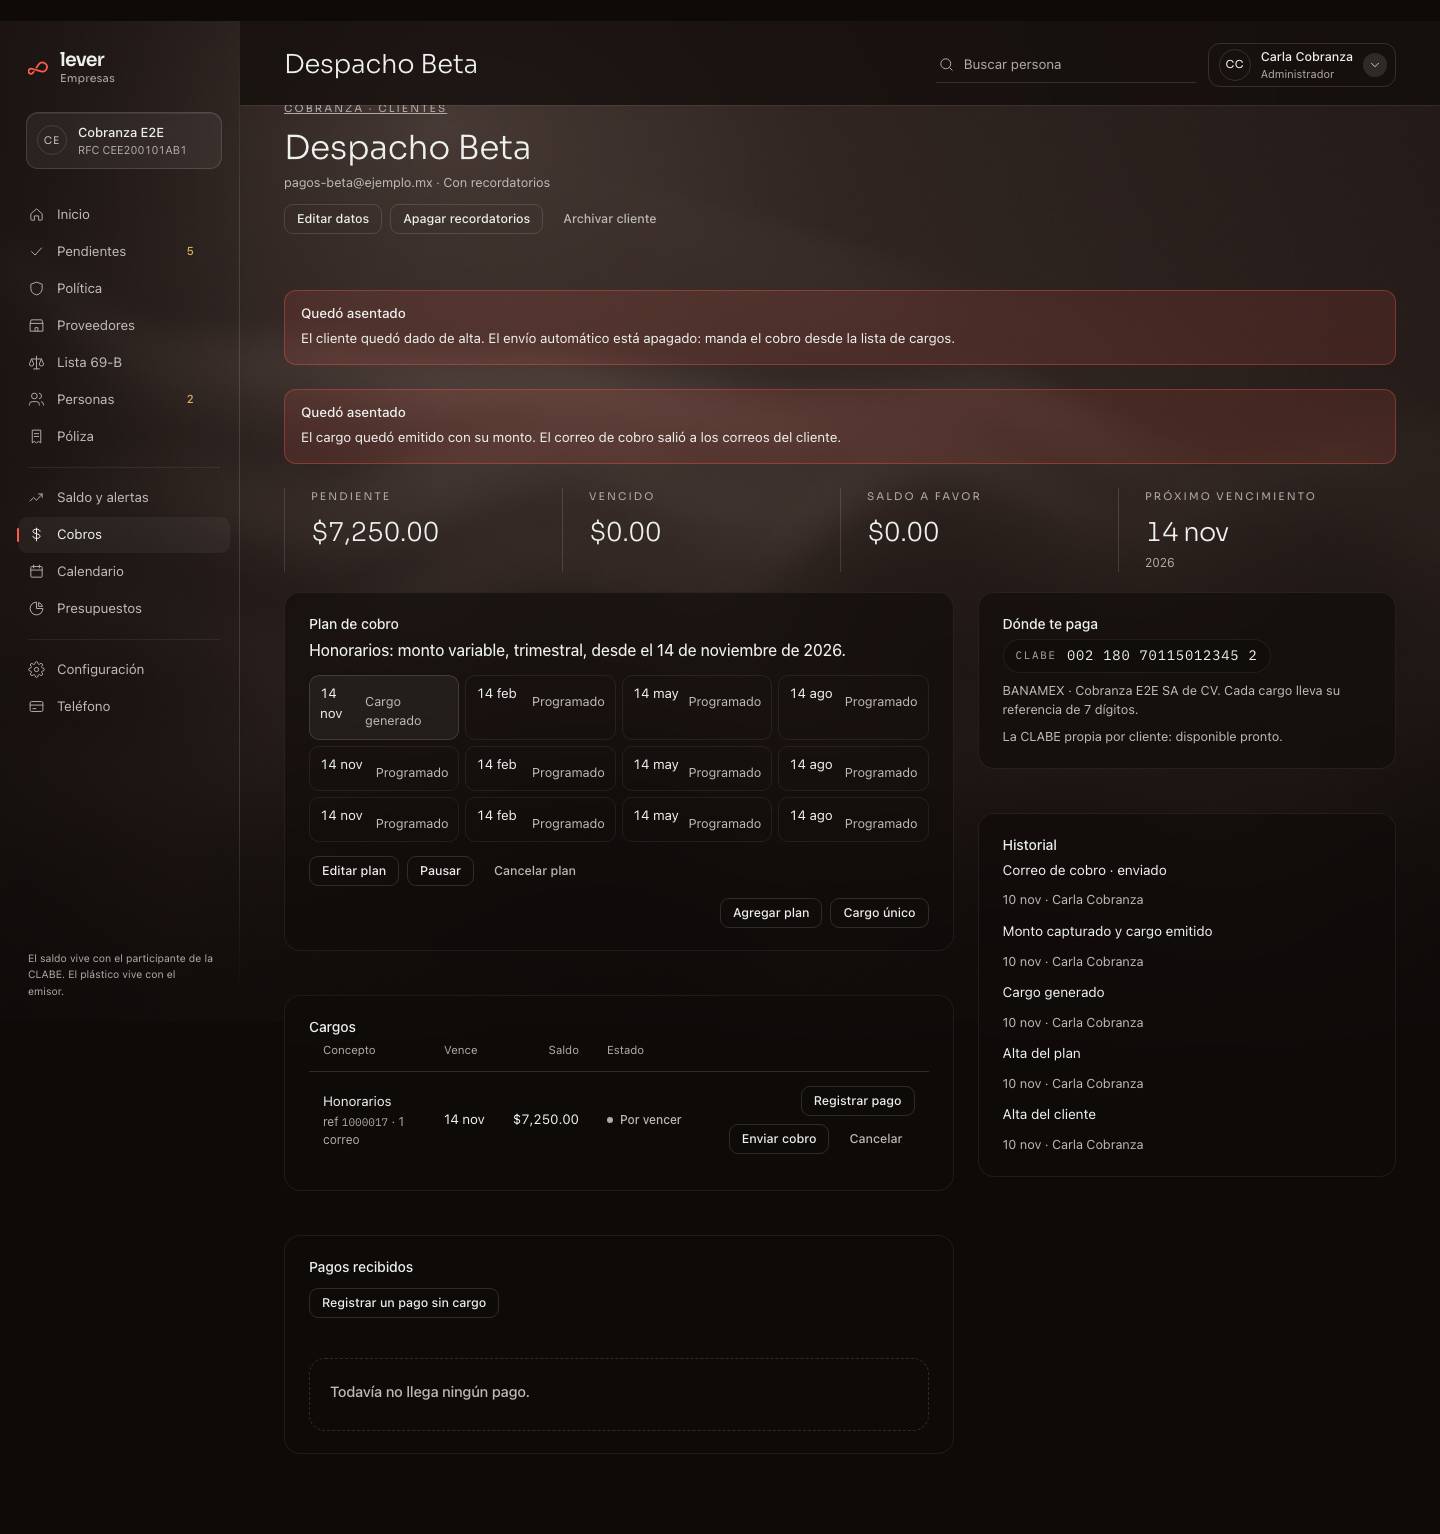 lever
Empresas
CE
Cobranza E2E
RFC CEE200101AB1
Inicio
Pendientes 5
Política
Proveedores
Lista 69-B
Personas 2
Póliza
Saldo y alertas
Cobros
Calendario
Presupuestos
Configuración
Teléfono
El saldo vive con el participante de la
CLABE. El plástico vive con el
emisor.
Despacho Beta
Buscar persona
CC
Carla Cobranza
Administrador
COBRANZA · CLIENTES
Despacho Beta
pagos-beta@ejemplo.mx · Con recordatorios
Editar datos Apagar recordatorios Archivar cliente
Quedó asentado
El cliente quedó dado de alta. El envío automático está apagado: manda el cobro desde la lista de cargos.
Quedó asentado
El cargo quedó emitido con su monto. El correo de cobro salió a los correos del cliente.
PENDIENTE
$7,250.00
VENCIDO
$0.00
SALDO A FAVOR
$0.00
PRÓXIMO VENCIMIENTO
14 nov
2026
Plan de cobro
Honorarios: monto variable, trimestral, desde el 14 de noviembre de 2026.
14
nov
Cargo
generado
14 feb Programado
14 may Programado
14 ago Programado
14 nov Programado
14 feb Programado
14 may Programado
14 ago Programado
14 nov Programado
14 feb Programado
14 may Programado
14 ago Programado
Editar plan Pausar Cancelar plan
Agregar plan Cargo único
Cargos
Concepto Vence Saldo Estado
Honorarios
ref 1000017 · 1
correo
14 nov $7,250.00 Por vencer
Registrar pago
Enviar cobro Cancelar
Pagos recibidos
Registrar un pago sin cargo
Todavía no llega ningún pago.
Dónde te paga
CLABE 002 180 70115012345 2
BANAMEX · Cobranza E2E SA de CV. Cada cargo lleva su
referencia de 7 dígitos.
La CLABE propia por cliente: disponible pronto.
Historial
Correo de cobro · enviado
10 nov · Carla Cobranza
Monto capturado y cargo emitido
10 nov · Carla Cobranza
Cargo generado
10 nov · Carla Cobranza
Alta del plan
10 nov · Carla Cobranza
Alta del cliente
10 nov · Carla Cobranza